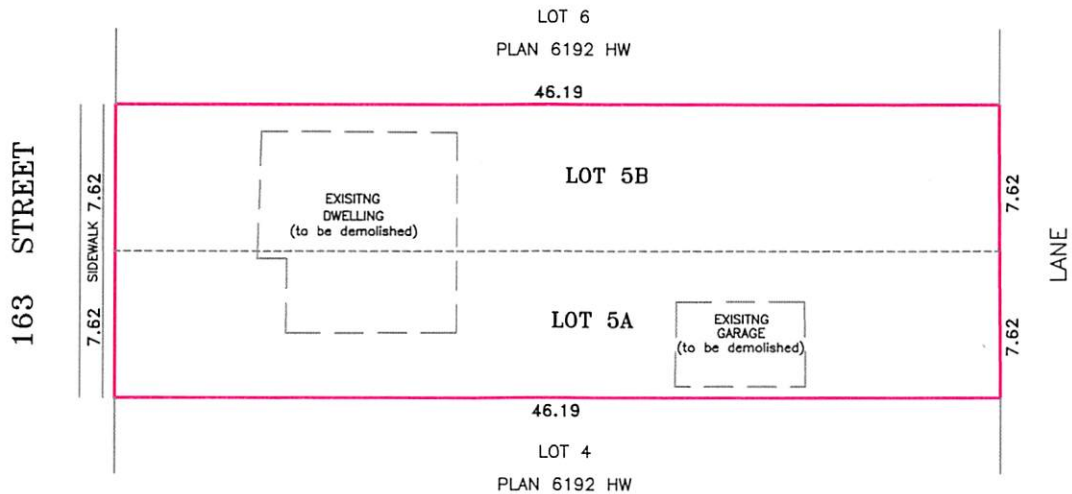 LOT 6
PLAN 6192 HW
46.19
163 STREET
SIDEWALK
7.62
7.62
LOT 5B
EXISITNG
DWELLING
(to be demolished)
7.62
LANE
LOT 5A
EXISITNG
GARAGE
(to be demolished)
7.62
46.19
LOT 4
PLAN 6192 HW